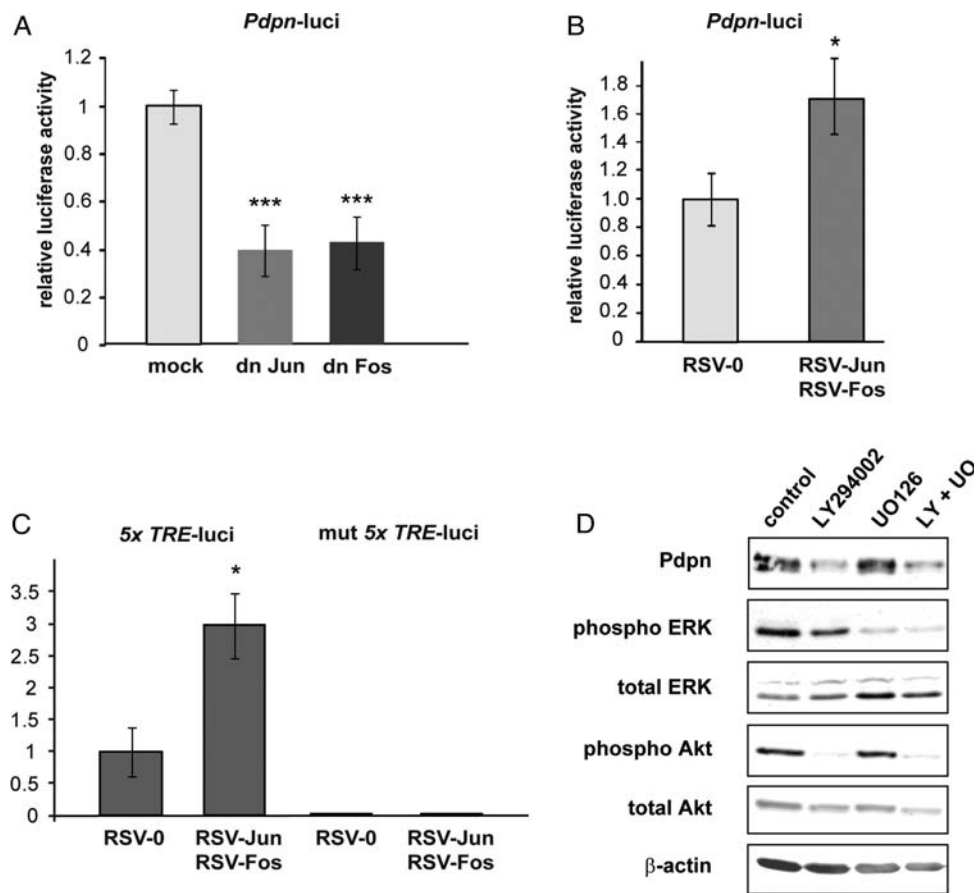 A
Pdpn-luci
relative luciferase activity
1.2
1
0.8
0.6
0.4
0.2
0
***
***
mock
dn Jun
dn Fos
B
Pdpn-luci
relative luciferase activity
1.8
1.6
1.4
1.2
1.0
0.8
0.6
0.4
0.2
0
*
RSV-0
RSV-Jun
RSV-Fos
C
5x TRE-luci
mut 5x TRE-luci
3.5
3
2.5
2
1.5
1
0.5
0
*
RSV-0
RSV-Jun
RSV-Fos
RSV-0
RSV-Jun
RSV-Fos
D
control
LY294002
UO126
LY + UO
Pdpn
phospho ERK
total ERK
phospho Akt
total Akt
β-actin